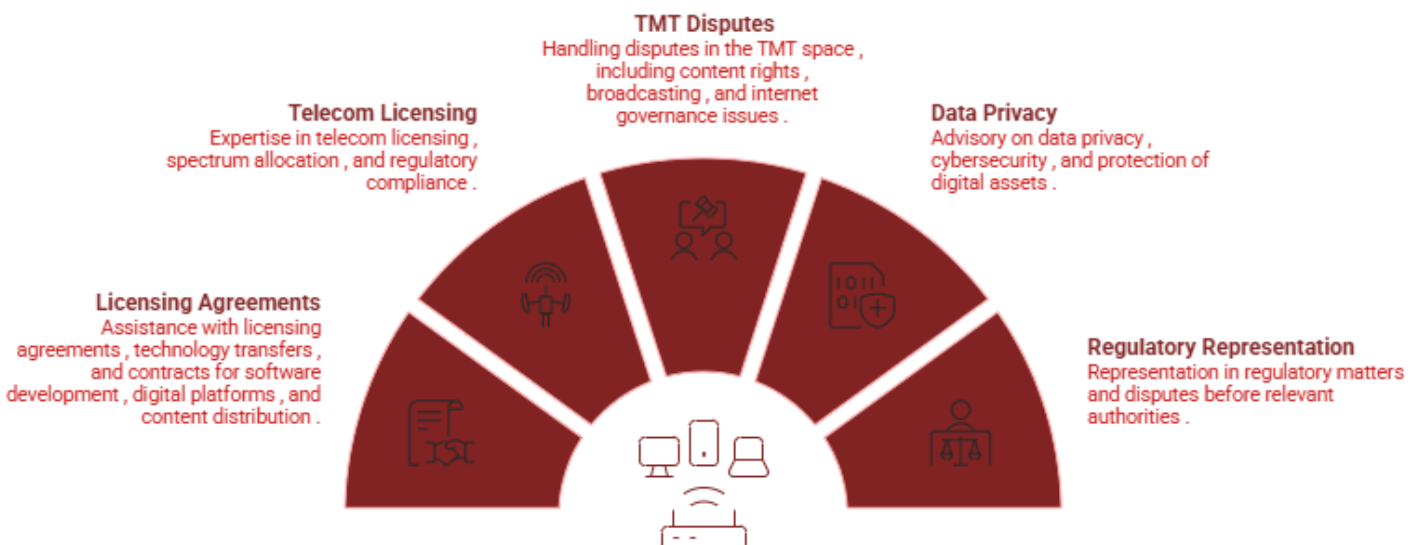 TMT Disputes
Handling disputes in the TMT space ,
including content rights ,
broadcasting , and internet
governance issues .
Telecom Licensing
Expertise in telecom licensing ,
spectrum allocation , and regulatory
compliance .
Data Privacy
Advisory on data privacy ,
cybersecurity , and protection of
digital assets .
Licensing Agreements
Assistance with licensing
agreements , technology transfers ,
and contracts for software
development , digital platforms , and
content distribution .
Regulatory Representation
Representation in regulatory matters
and disputes before relevant
authorities .
1011
01